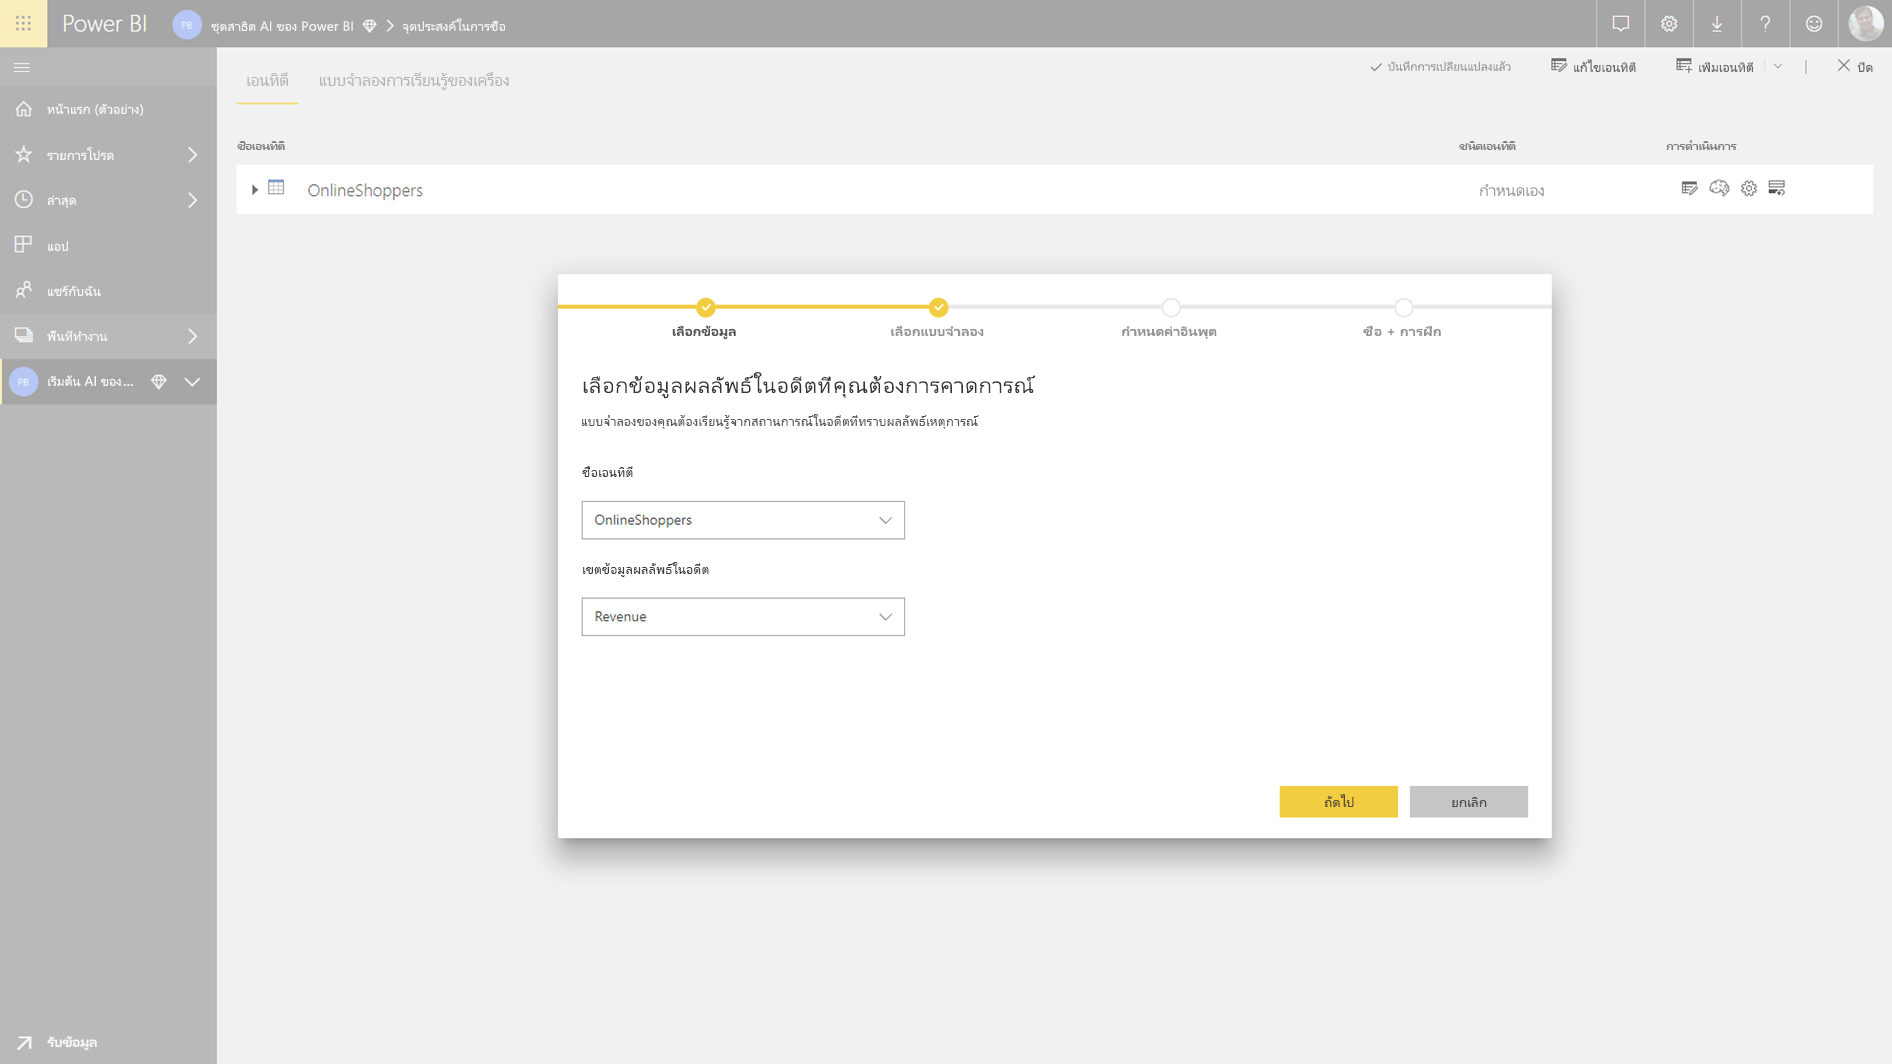 Power BI
PB ชุดสาธิต AI ของ Power BI > จุดประสงค์ในการซื้อ
หน้าแรก (ตัวอย่าง)
รายการโปรด
ล่าสุด
แอป
แชร์กับฉัน
พื้นที่ทำงาน
PB เริ่มต้น AI ของ...
รับข้อมูล
เอนทิตี
แบบจำลองการเรียนรู้ของเครื่อง
บันทึกการเปลี่ยนแปลงแล้ว
แก้ไขเอนทิตี
เพิ่มเอนทิตี
ปิด
ชื่อเอนทิตี
ชนิดเอนทิตี
การดำเนินการ
OnlineShoppers
กำหนดเอง
เลือกข้อมูล
เลือกแบบจำลอง
กำหนดค่าอินพุต
ชื่อ + การฝึก
เลือกข้อมูลผลลัพธ์ในอดีตที่คุณต้องการคาดการณ์
แบบจำลองของคุณต้องเรียนรู้จากสถานการณ์ในอดีตที่ทราบผลลัพธ์เหตุการณ์
ชื่อเอนทิตี
OnlineShoppers
เขตข้อมูลผลลัพธ์ในอดีต
Revenue
ถัดไป
ยกเลิก